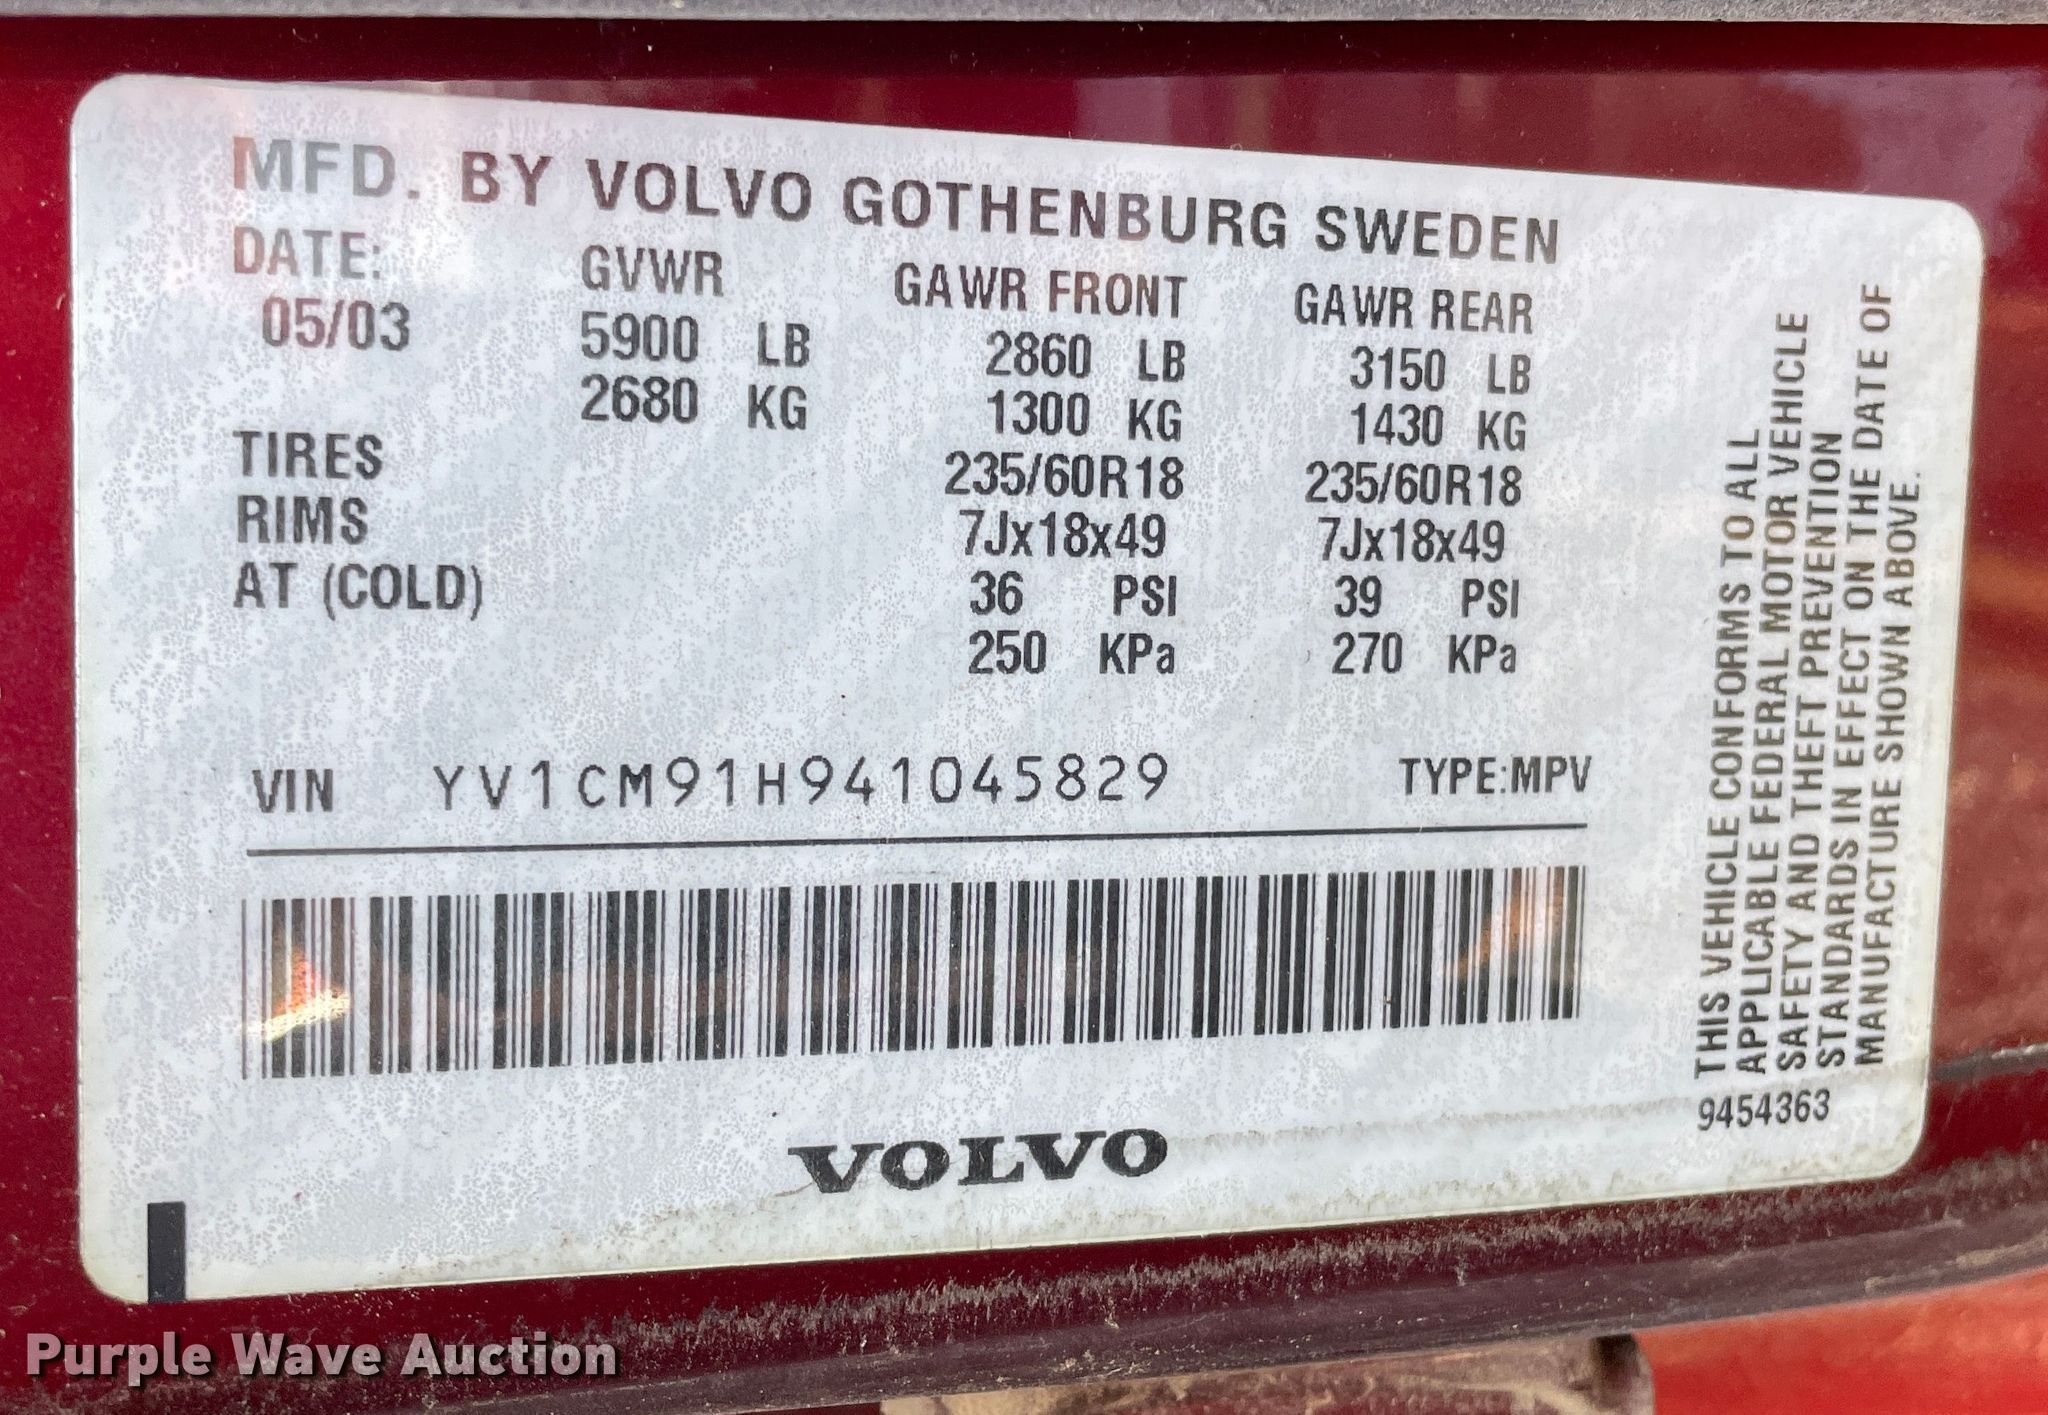 MFD. BY VOLVO GOTHENBURG SWEDEN
DATE: GVWR GAWR FRONT GAWR REAR
05/03 5900 LB 2860 LB 3150 LB
2680 KG 1300 KG 1430 KG
TIRES 235/60R18 235/60R18
RIMS 7Jx18x49 7Jx18x49
AT (COLD) 36 PSI 39 PSI
250 KPa 270 KPa
VIN YV1CM91H941045829 TYPE:MPV
VOLVO
THIS VEHICLE CONFORMS TO ALL
APPLICABLE FEDERAL MOTOR VEHICLE
SAFETY AND THEFT PREVENTION
STANDARDS IN EFFECT ON THE DATE OF
MANUFACTURE SHOWN ABOVE.
9454363
Purple Wave Auction